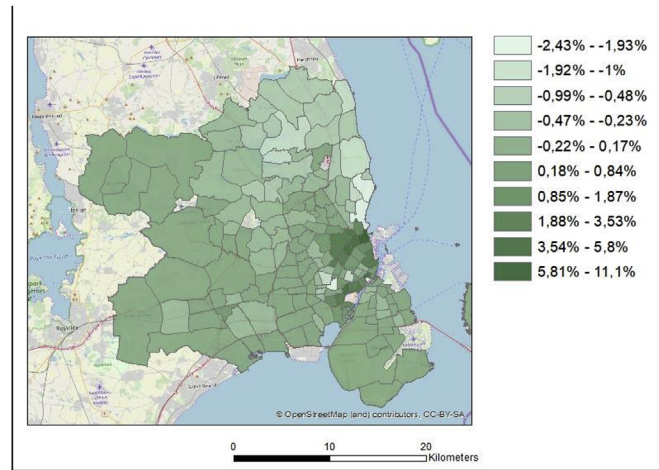 -2,43% - -1,93%
-1,92% - -1%
-0,99% - -0,48%
-0,47% - -0,23%
-0,22% - 0,17%
0,18% - 0,84%
0,85% - 1,87%
1,88% - 3,53%
3,54% - 5,8%
5,81% - 11,1%
© OpenStreetMap (and) contributors, CC-BY-SA
0 10 20
Kilometers